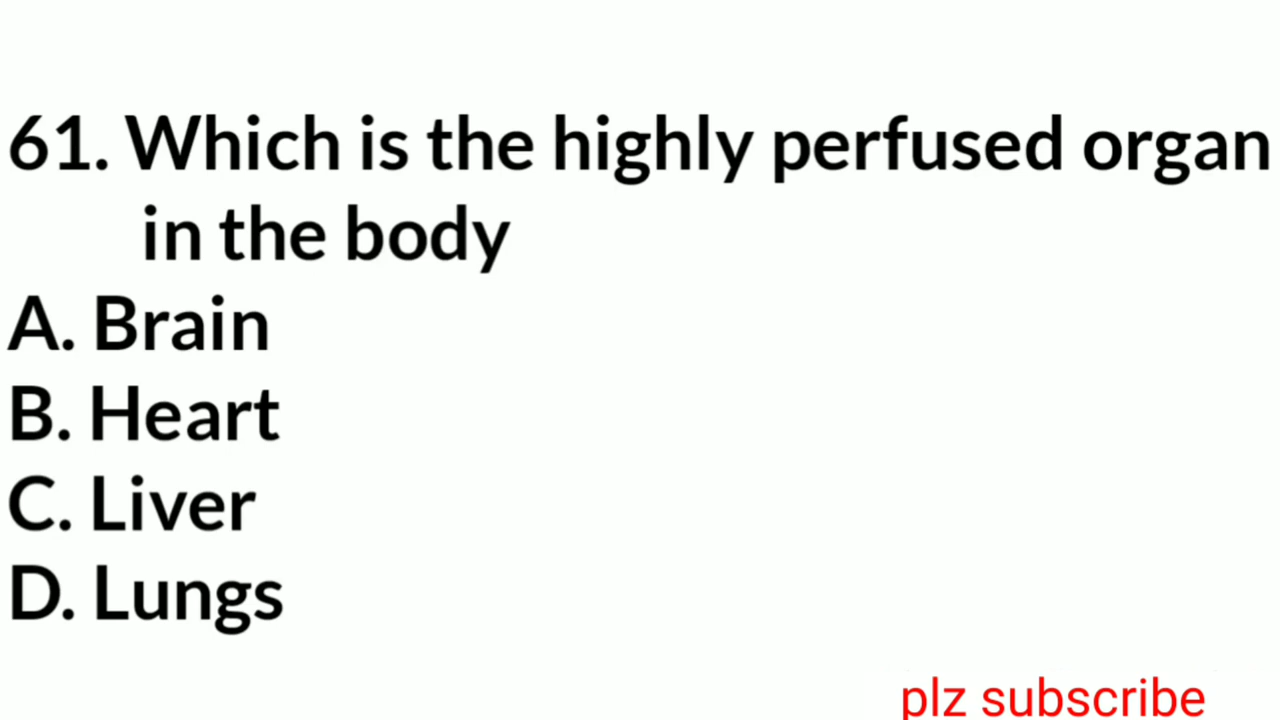 61. Which is the highly perfused organ
in the body
A. Brain
B. Heart
C. Liver
D. Lungs
plz subscribe